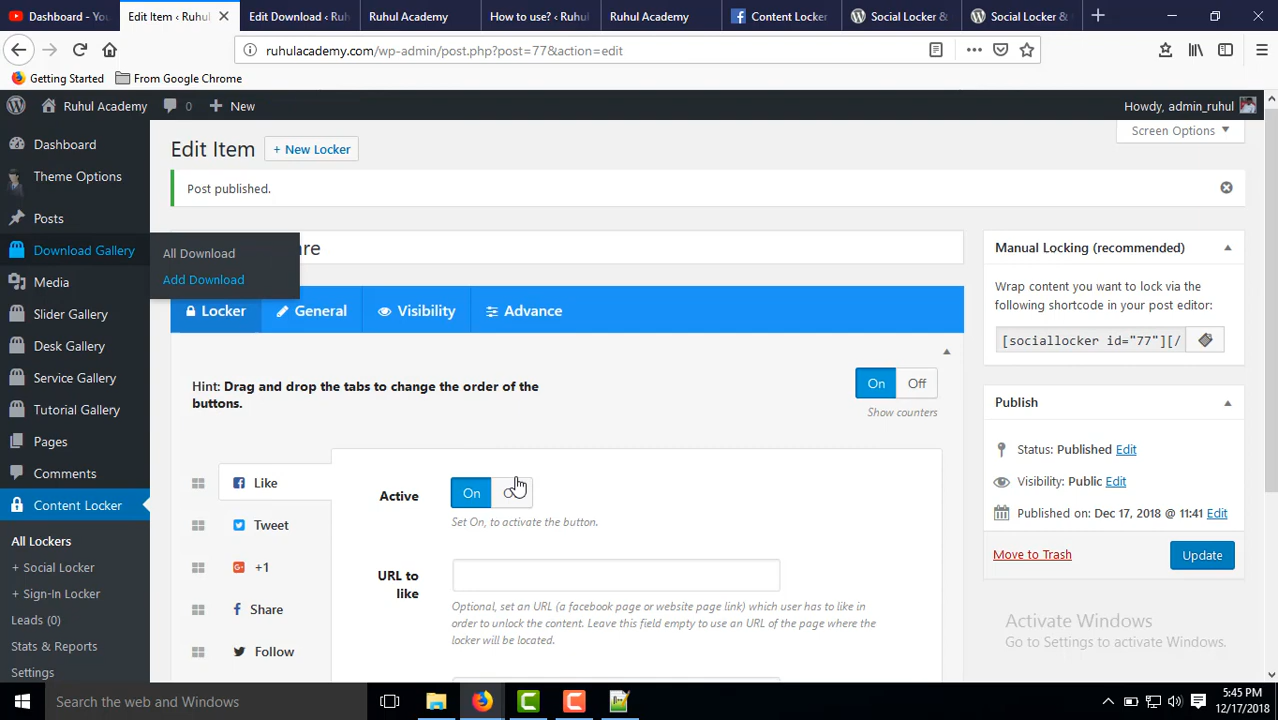 Dashboard - You
Edit Item ‹ Ruhul
Edit Download ‹ Ruh
Ruhul Academy
How to use? ‹ Ruhul
Ruhul Academy
Content Locker
Social Locker &
Social Locker &
ruhulacademy.com/wp-admin/post.php?post=77&action=edit
Getting Started
From Google Chrome
Ruhul Academy
0
New
Howdy, admin_ruhul
Screen Options
Dashboard
Theme Options
Posts
Download Gallery
All Download
Add Download
Media
Slider Gallery
Desk Gallery
Service Gallery
Tutorial Gallery
Pages
Comments
Content Locker
All Lockers
+ Social Locker
+ Sign-In Locker
Leads (0)
Stats & Reports
Settings
Edit Item
+ New Locker
Post published.
Locker
General
Visibility
Advance
Hint: Drag and drop the tabs to change the order of the
buttons.
On
Off
Show counters
Like
Tweet
+1
Share
Follow
Active
On
Set On, to activate the button.
URL to
like
Optional, set an URL (a facebook page or website page link) which user has to like in
order to unlock the content. Leave this field empty to use an URL of the page where the
locker will be located.
Manual Locking (recommended)
Wrap content you want to lock via the
following shortcode in your post editor:
[sociallocker id="77"][/
Publish
Status: Published Edit
Visibility: Public Edit
Published on: Dec 17, 2018 @ 11:41 Edit
Move to Trash
Update
Activate Windows
Go to Settings to activate Windows.
Search the web and Windows
5:45 PM
12/17/2018